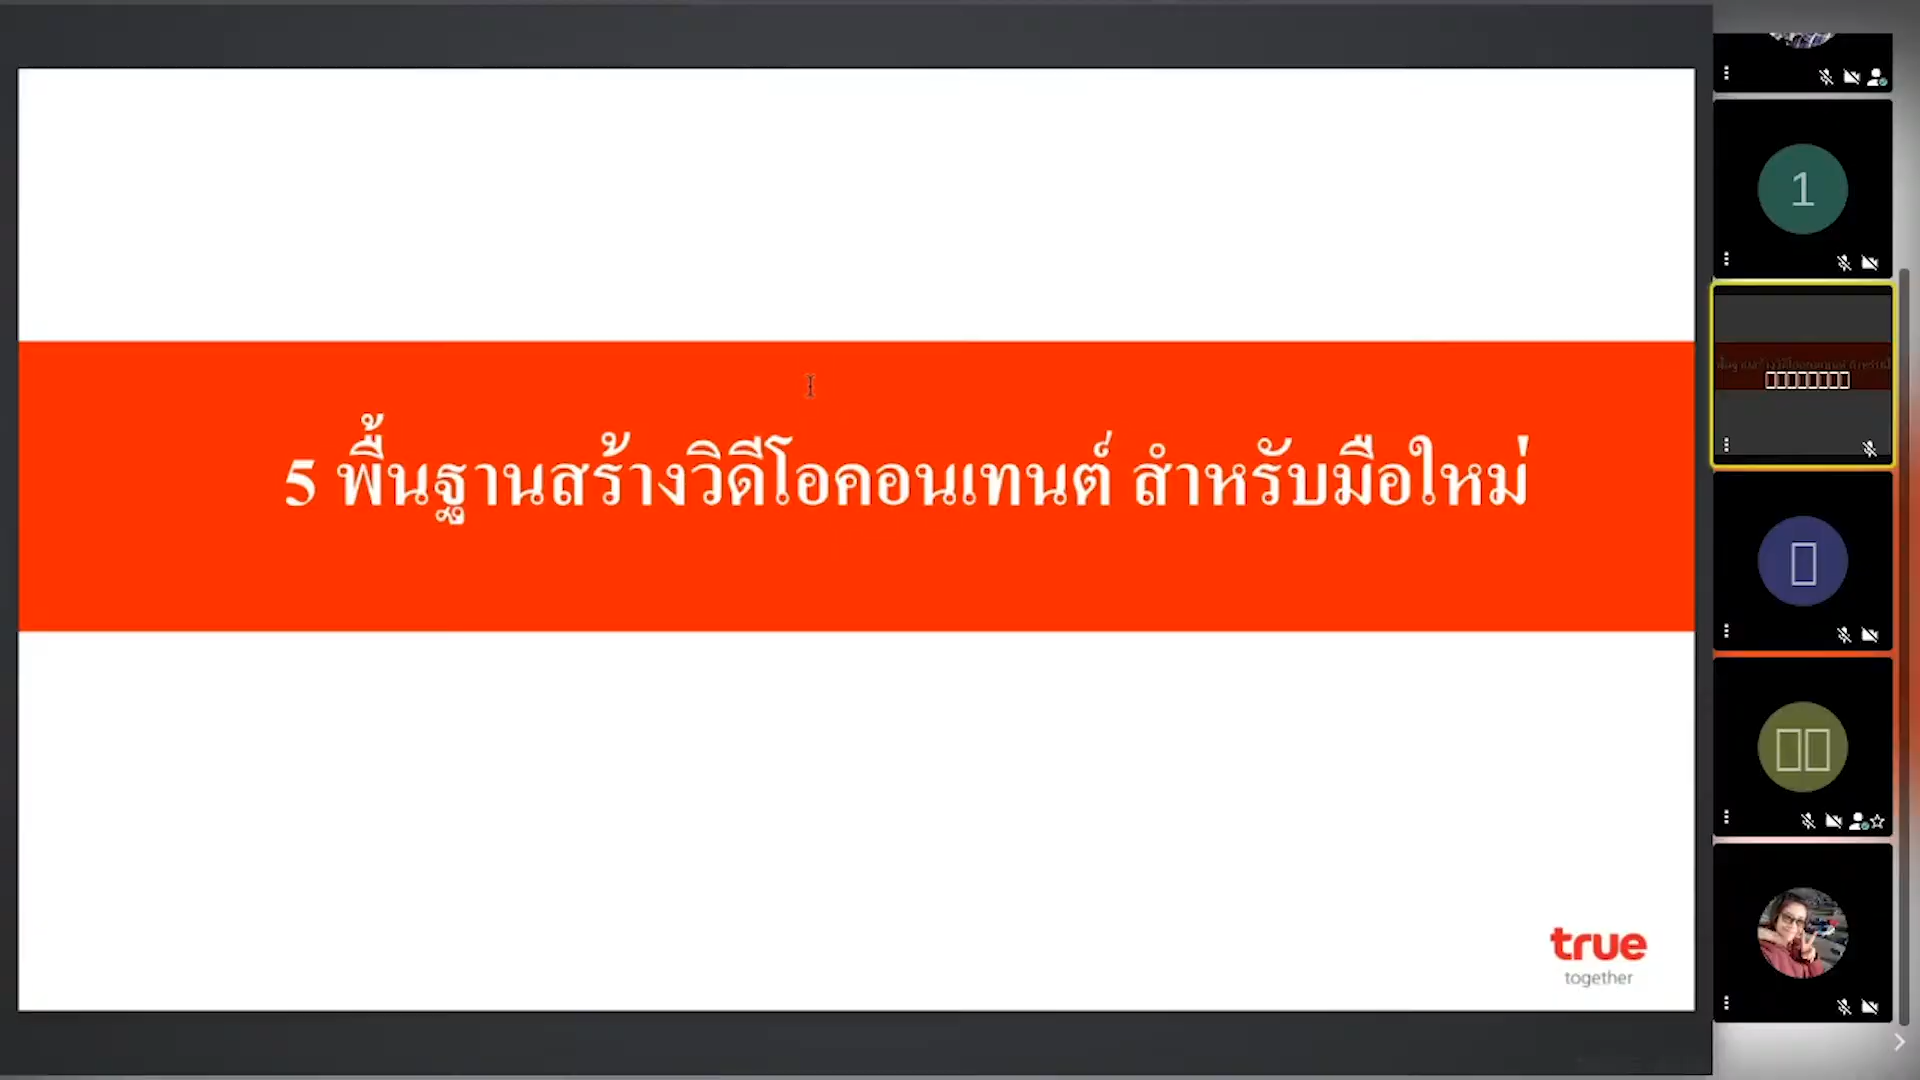 5 พื้นฐานสร้างวิดีโอคอนเทนต์ สำหรับมือใหม่
true
together
1